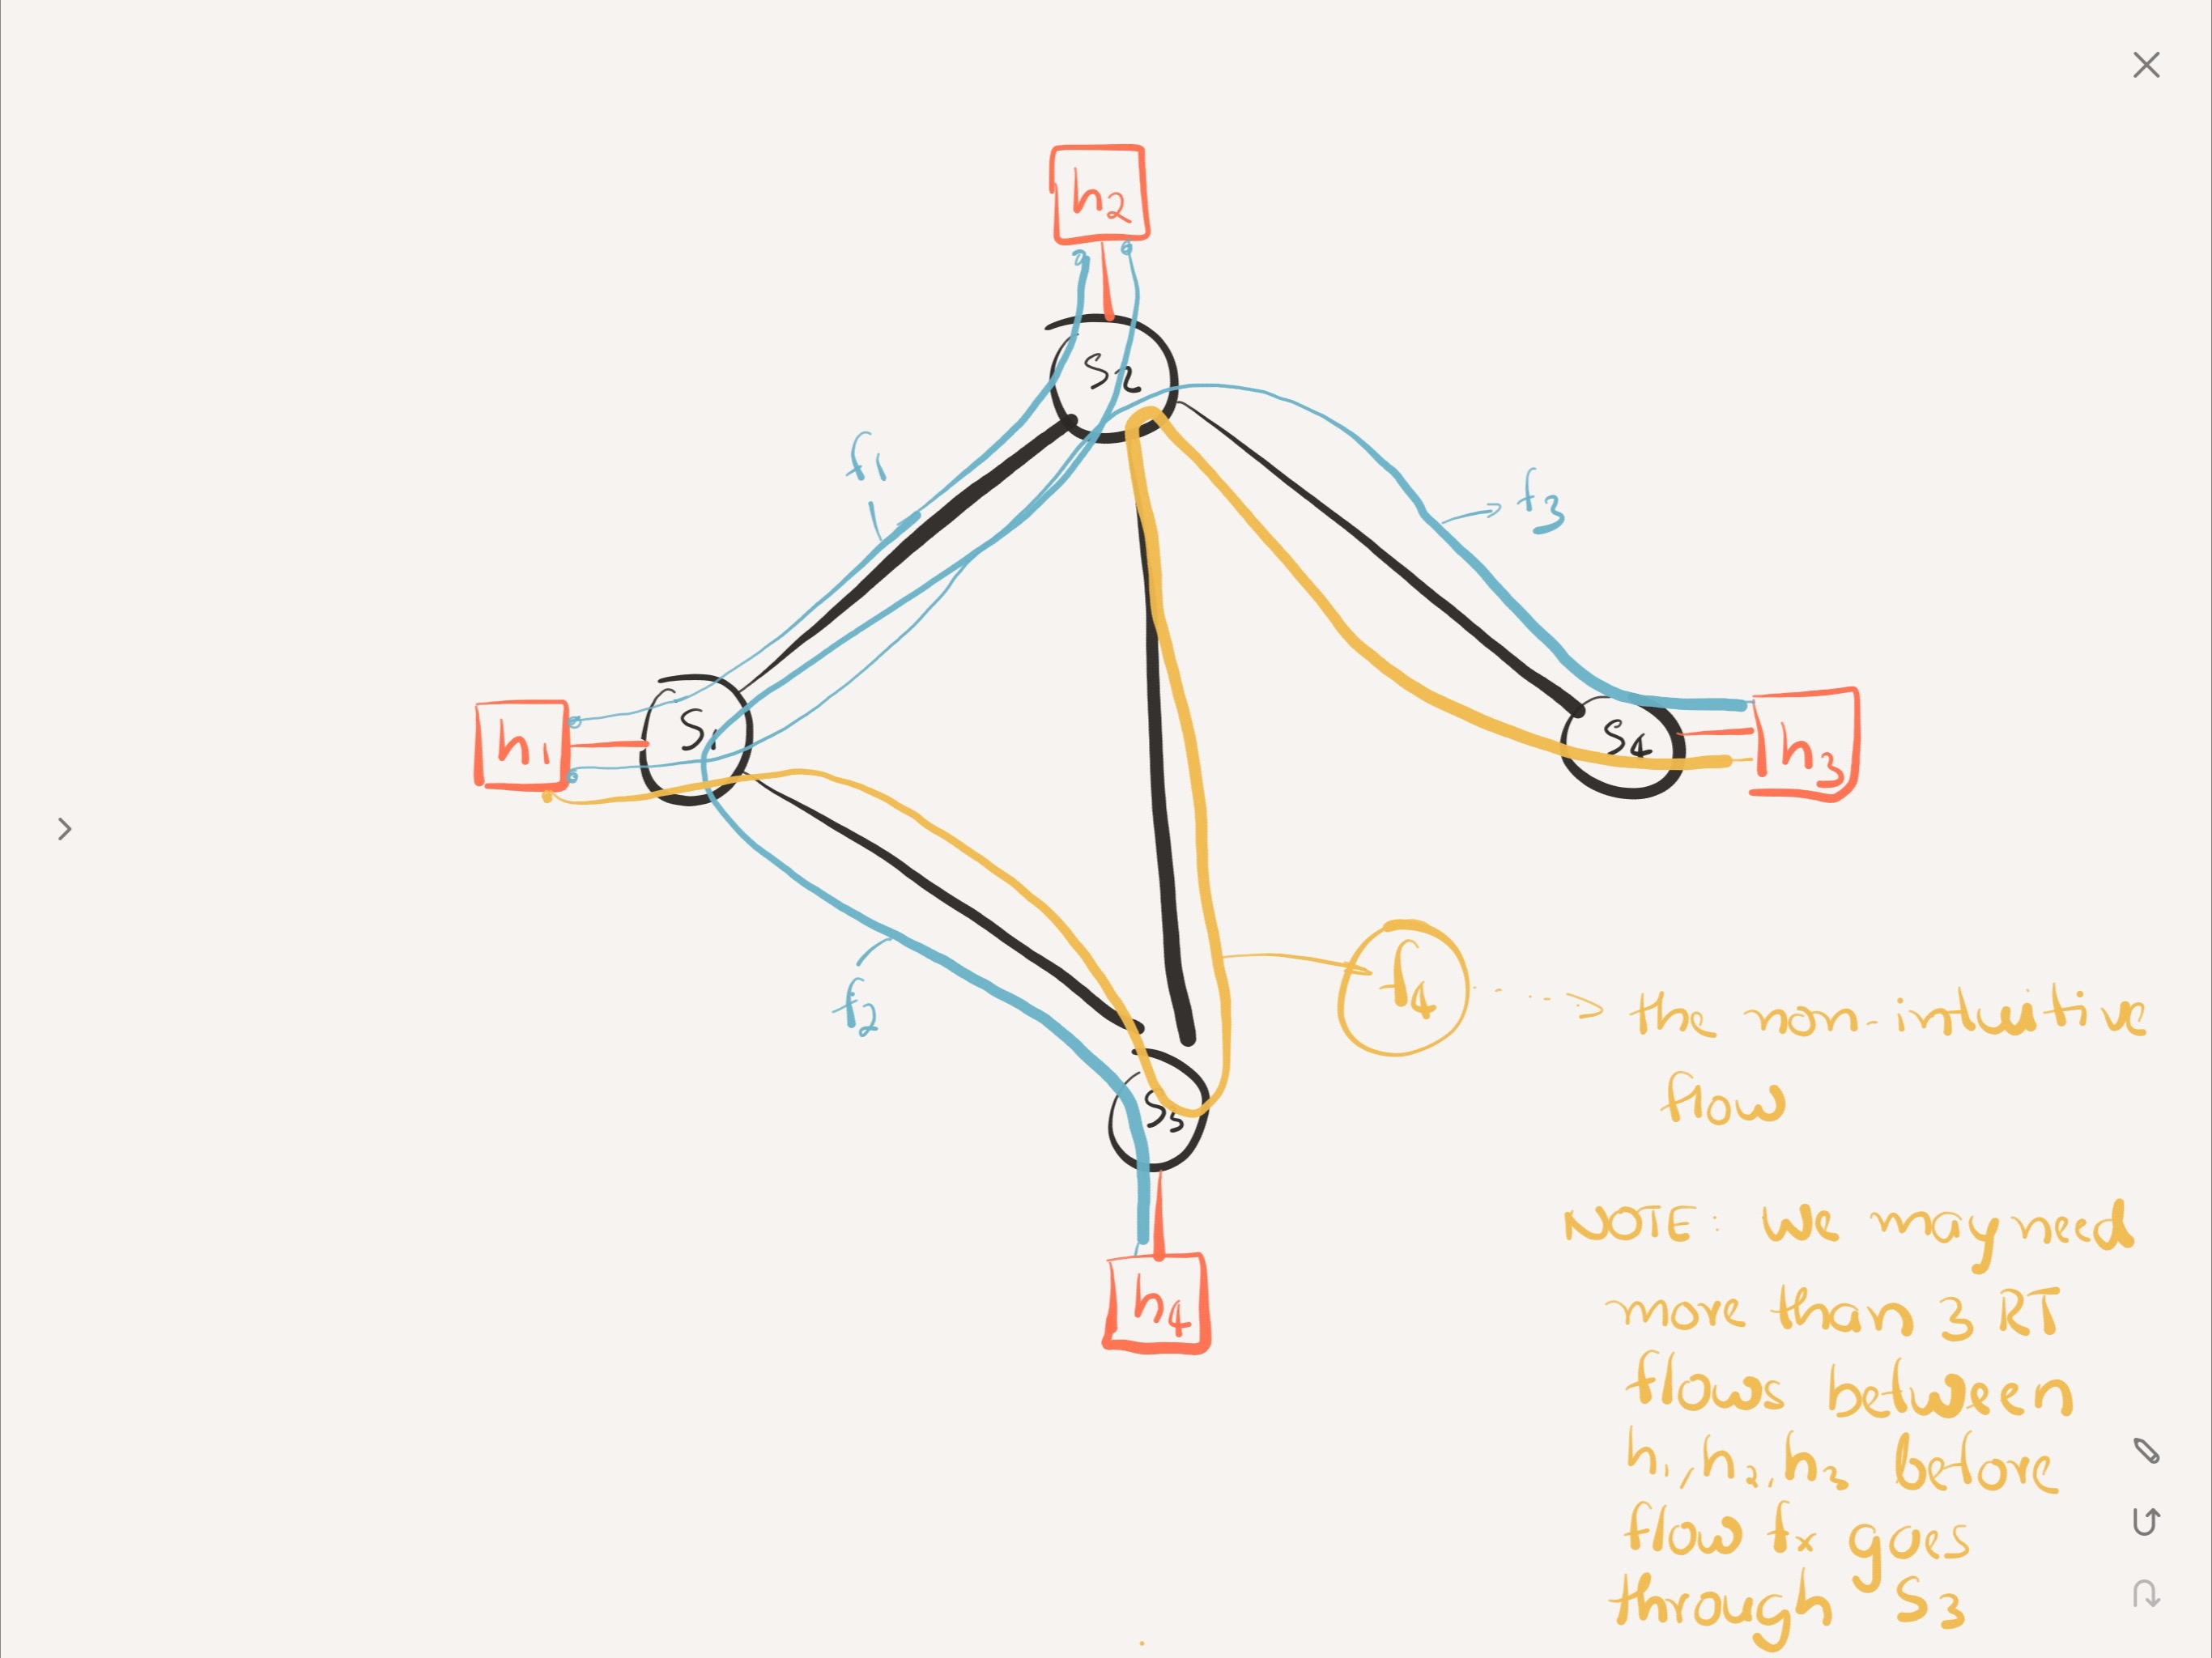 h2
S2
f1
f3
h1
S1
S4
h3
f2
f4
the non-intuitive
flow
S3
h4
NOTE: We may need
more than 3 RT
flows between
h1, h2, h3 before
flow fx goes
through S3